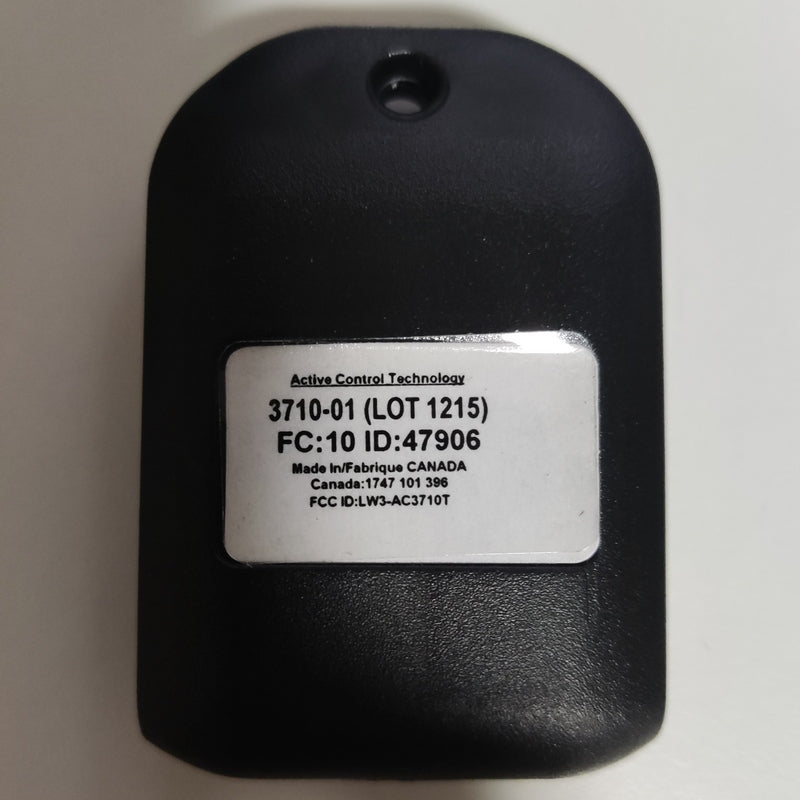 Active Control Technology
3710-01 (LOT 1215)
FC:10 ID:47906
Made In/Fabrique CANADA
Canada:1747 101 396
FCC ID:LW3-AC3710T